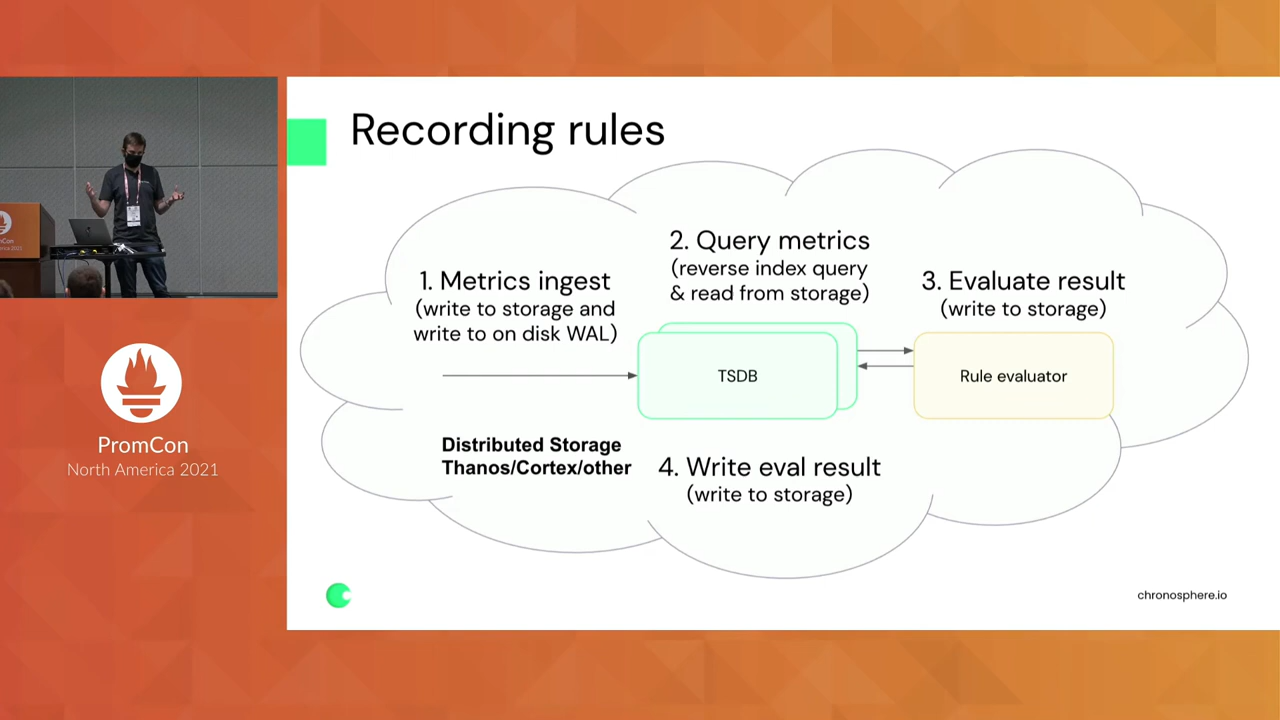 Recording rules
1. Metrics ingest
(write to storage and
write to on disk WAL)
2. Query metrics
(reverse index query
& read from storage)
3. Evaluate result
(write to storage)
TSDB
Rule evaluator
Distributed Storage
Thanos/Cortex/other
4. Write eval result
(write to storage)
chronosphere.io
PromCon
North America 2021